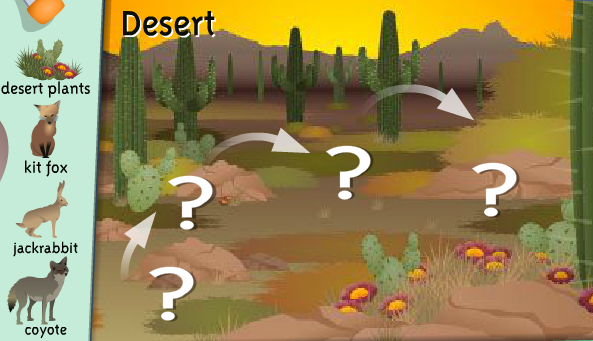 Desert
desert plants
kit fox
jackrabbit
coyote
?
?
?
?